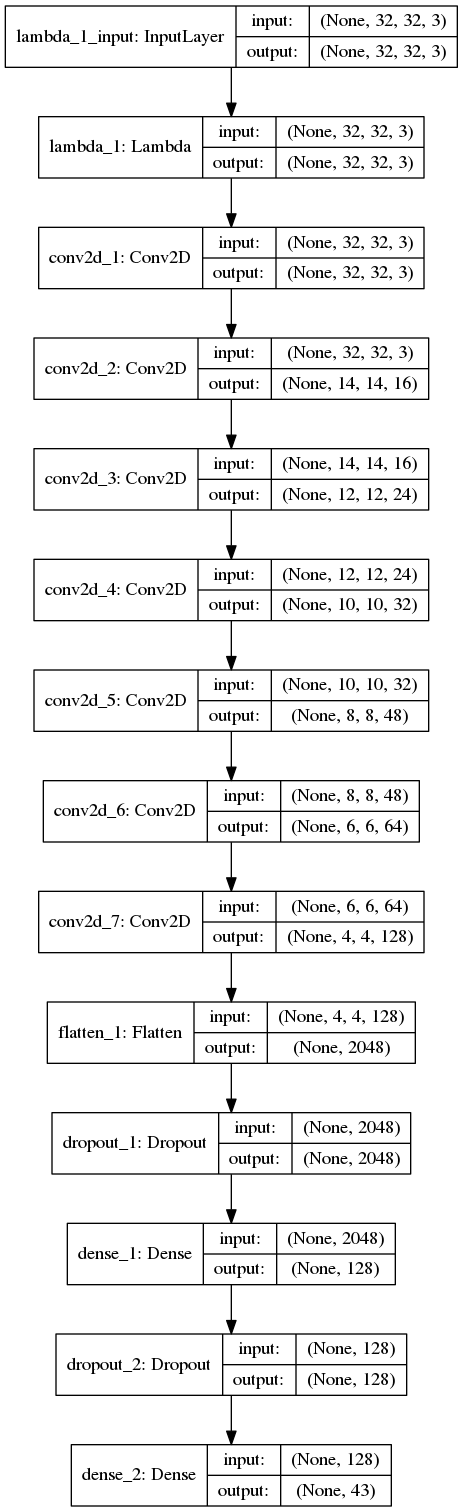 lambda_1_input: InputLayer
input: (None, 32, 32, 3)
output: (None, 32, 32, 3)
lambda_1: Lambda
input: (None, 32, 32, 3)
output: (None, 32, 32, 3)
conv2d_1: Conv2D
input: (None, 32, 32, 3)
output: (None, 32, 32, 3)
conv2d_2: Conv2D
input: (None, 32, 32, 3)
output: (None, 14, 14, 16)
conv2d_3: Conv2D
input: (None, 14, 14, 16)
output: (None, 12, 12, 24)
conv2d_4: Conv2D
input: (None, 12, 12, 24)
output: (None, 10, 10, 32)
conv2d_5: Conv2D
input: (None, 10, 10, 32)
output: (None, 8, 8, 48)
conv2d_6: Conv2D
input: (None, 8, 8, 48)
output: (None, 6, 6, 64)
conv2d_7: Conv2D
input: (None, 6, 6, 64)
output: (None, 4, 4, 128)
flatten_1: Flatten
input: (None, 4, 4, 128)
output: (None, 2048)
dropout_1: Dropout
input: (None, 2048)
output: (None, 2048)
dense_1: Dense
input: (None, 2048)
output: (None, 128)
dropout_2: Dropout
input: (None, 128)
output: (None, 128)
dense_2: Dense
input: (None, 128)
output: (None, 43)